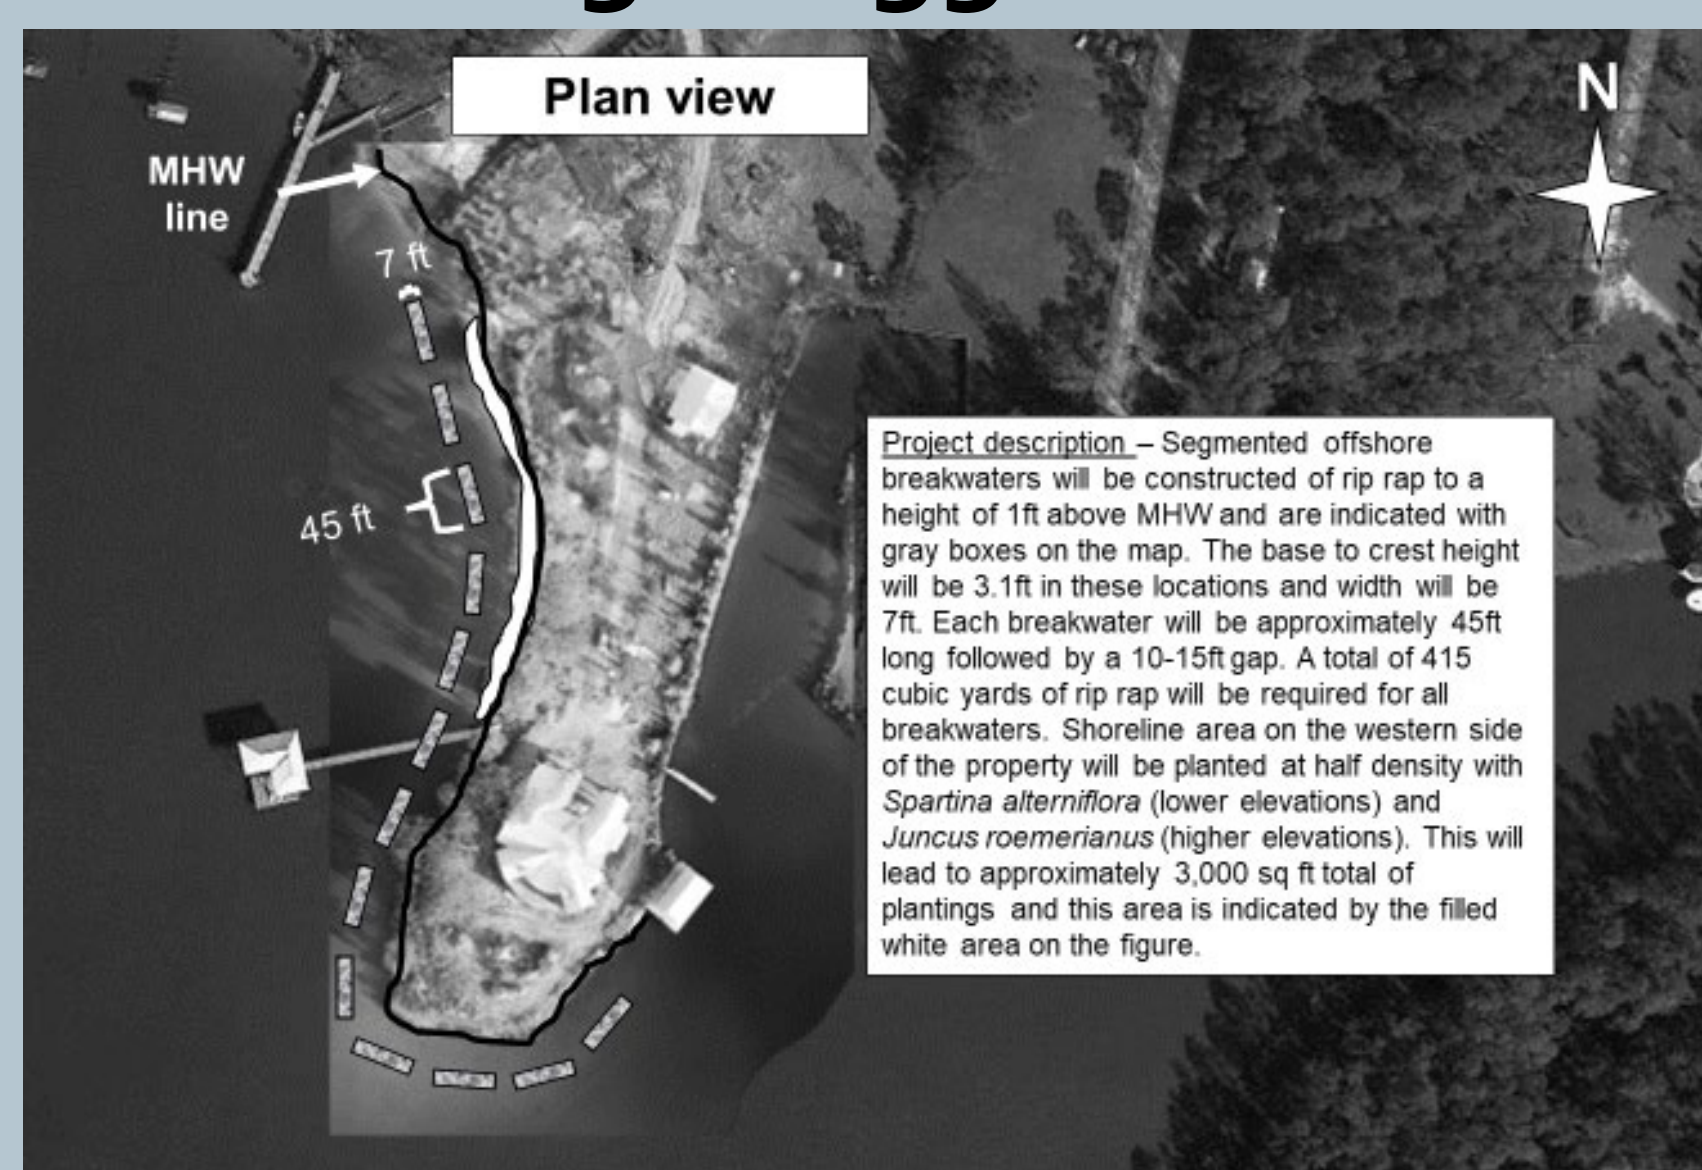 Plan view
N
MHW
line
7 ft
45 ft
Project description – Segmented offshore
breakwaters will be constructed of rip rap to a
height of 1ft above MHW and are indicated with
gray boxes on the map. The base to crest height
will be 3.1ft in these locations and width will be
7ft. Each breakwater will be approximately 45ft
long followed by a 10-15ft gap. A total of 415
cubic yards of rip rap will be required for all
breakwaters. Shoreline area on the western side
of the property will be planted at half density with
Spartina alterniflora (lower elevations) and
Juncus roemerianus (higher elevations). This will
lead to approximately 3,000 sq ft total of
plantings and this area is indicated by the filled
white area on the figure.